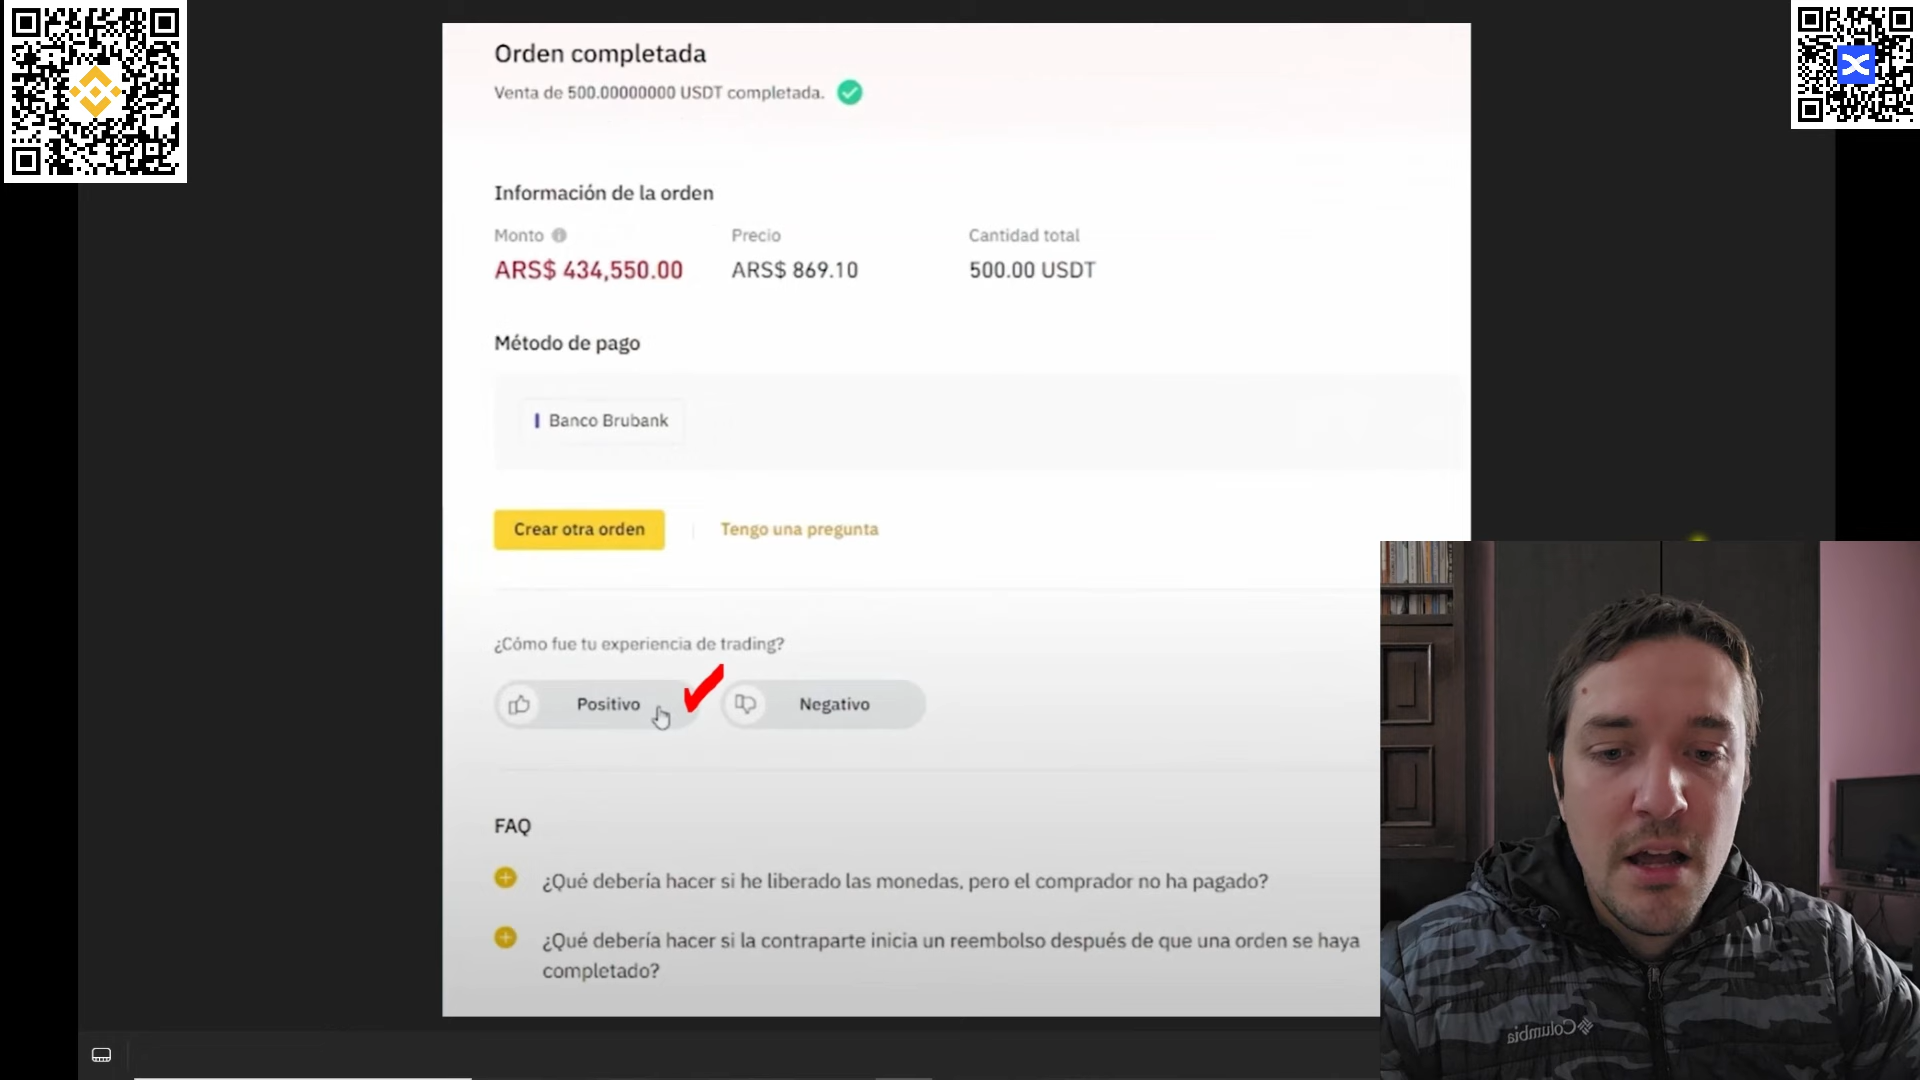 Orden completada
Venta de 500.00000000 USDT completada.
Información de la orden
Monto
Precio
Cantidad total
ARS$ 434,550.00
ARS$ 869.10
500.00 USDT
Método de pago
Banco Brubank
Crear otra orden
Tengo una pregunta
¿Cómo fue tu experiencia de trading?
Positivo
Negativo
FAQ
¿Qué debería hacer si he liberado las monedas, pero el comprador no ha pagado?
¿Qué debería hacer si la contraparte inicia un reembolso después de que una orden se haya
completado?
Columbia